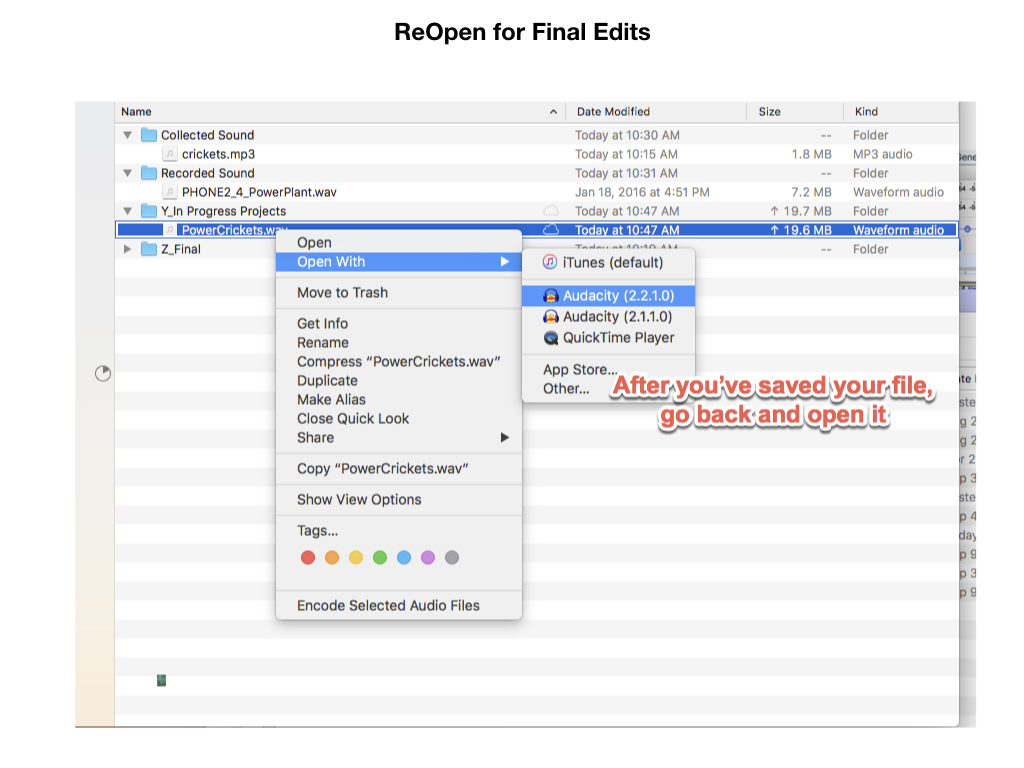 ReOpen for Final Edits
Name Date Modified Size Kind
Collected Sound Today at 10:30 AM -- Folder
crickets.mp3 Today at 10:15 AM 1.8 MB MP3 audio
Recorded Sound Today at 10:31 AM -- Folder
PHONE2_4_PowerPlant.wav Jan 18, 2016 at 4:51 PM 7.2 MB Waveform audio
Y_In Progress Projects Today at 10:47 AM ↑ 19.7 MB Folder
PowerCrickets.wav Today at 10:47 AM ↑ 19.6 MB Waveform audio
Z_Final Today at 10:19 AM -- Folder
Open
Open With
Move to Trash
Get Info
Rename
Compress “PowerCrickets.wav”
Duplicate
Make Alias
Close Quick Look
Share
Copy “PowerCrickets.wav”
Show View Options
Tags...
Encode Selected Audio Files
iTunes (default)
Audacity (2.2.1.0)
Audacity (2.1.1.0)
QuickTime Player
App Store...
Other...
After you've saved your file,
go back and open it